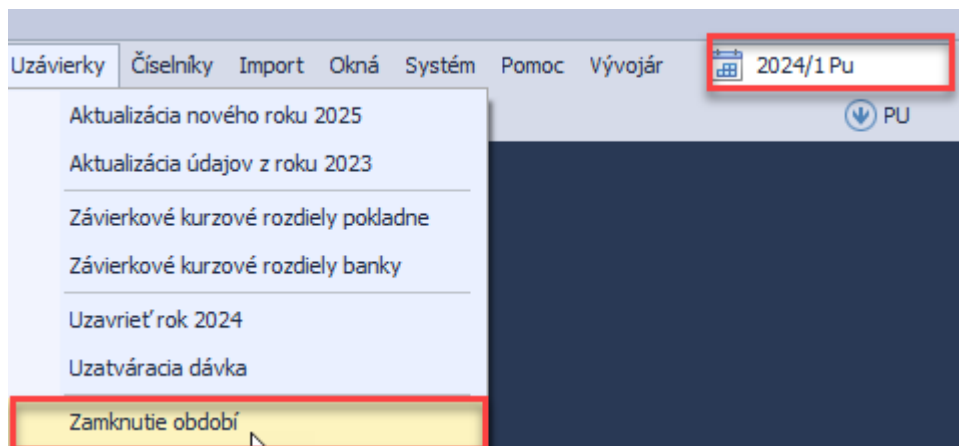 Uzávierky Číselníky Import Okná Systém Pomoc Vývojár 2024/1 Pu
PU
Aktualizácia nového roku 2025
Aktualizácia údajov z roku 2023
Závierkové kurzové rozdiely pokladne
Závierkové kurzové rozdiely banky
Uzavrieť rok 2024
Uzatváracia dávka
Zamknutie období